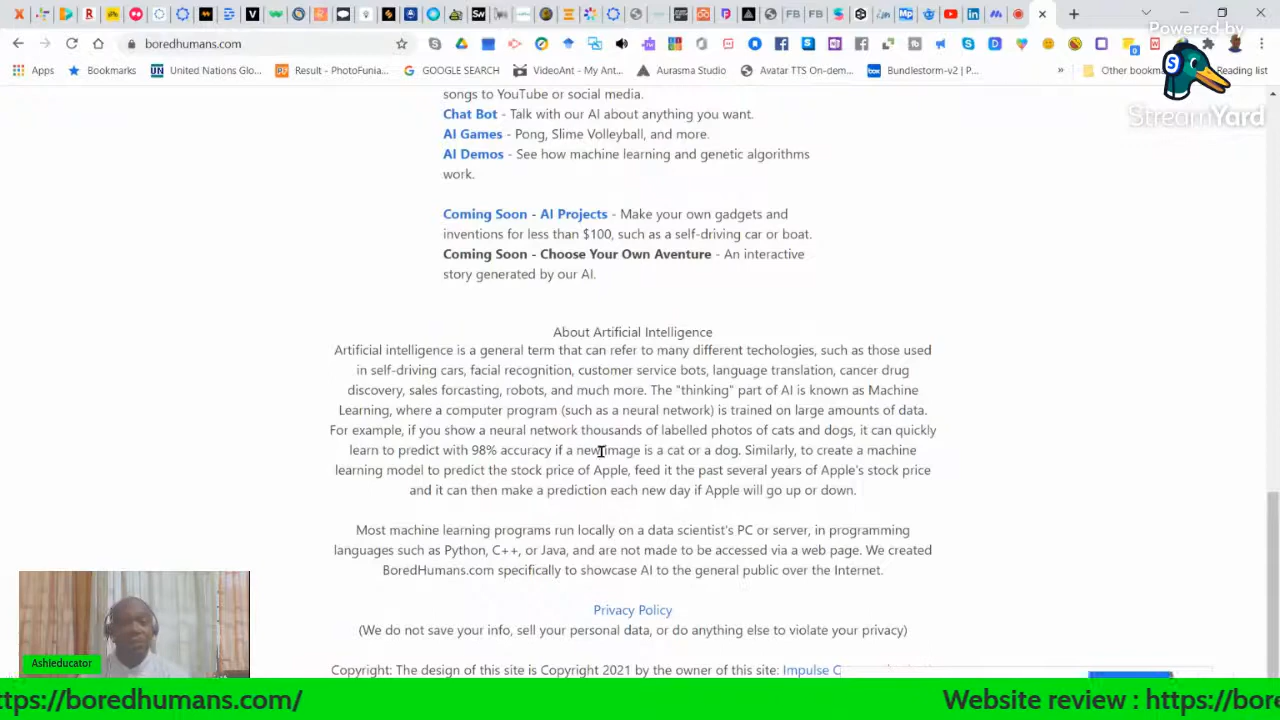 boredhumans.com
Powered by
Apps
Bookmarks
United Nations Glo...
Result - PhotoFunia...
GOOGLE SEARCH
VideoAnt - My Ant...
Aurasma Studio
Avatar TTS On-dem...
Bundlestorm-v2 | P...
»
Other bookma
Reading list
StreamYard
songs to YouTube or social media.
Chat Bot - Talk with our AI about anything you want.
AI Games - Pong, Slime Volleyball, and more.
AI Demos - See how machine learning and genetic algorithms
work.
Coming Soon - AI Projects - Make your own gadgets and
inventions for less than $100, such as a self-driving car or boat.
Coming Soon - Choose Your Own Aventure - An interactive
story generated by our AI.
About Artificial Intelligence
Artificial intelligence is a general term that can refer to many different techologies, such as those used
in self-driving cars, facial recognition, customer service bots, language translation, cancer drug
discovery, sales forcasting, robots, and much more. The "thinking" part of AI is known as Machine
Learning, where a computer program (such as a neural network) is trained on large amounts of data.
For example, if you show a neural network thousands of labelled photos of cats and dogs, it can quickly
learn to predict with 98% accuracy if a new image is a cat or a dog. Similarly, to create a machine
learning model to predict the stock price of Apple, feed it the past several years of Apple's stock price
and it can then make a prediction each new day if Apple will go up or down.
Most machine learning programs run locally on a data scientist's PC or server, in programming
languages such as Python, C++, or Java, and are not made to be accessed via a web page. We created
BoredHumans.com specifically to showcase AI to the general public over the Internet.
Privacy Policy
(We do not save your info, sell your personal data, or do anything else to violate your privacy)
Copyright: The design of this site is Copyright 2021 by the owner of this site: Impulse C
Ashieducator
ttps://boredhumans.com/
Website review : https://bore